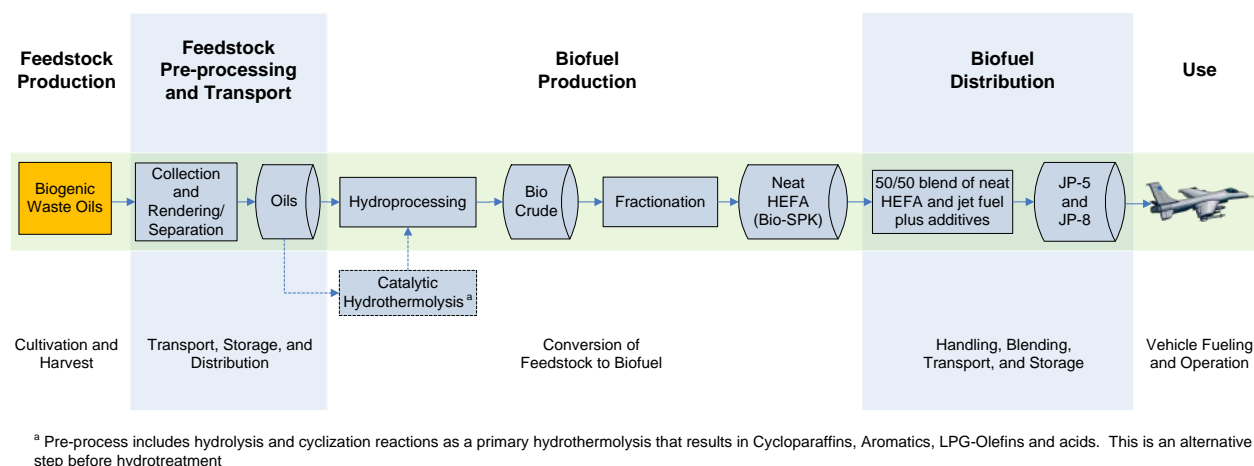 Feedstock
Production
Feedstock
Pre-processing
and Transport
Biofuel
Production
Biofuel
Distribution
Use
Biogenic
Waste Oils
Collection
and
Rendering/
Separation
Oils
Hydroprocessing
Bio
Crude
Fractionation
Neat
HEFA
(Bio-SPK)
50/50 blend of neat
HEFA and jet fuel
plus additives
JP-5
and
JP-8
Catalytic
Hydrothermolysis a
Cultivation and
Harvest
Transport, Storage, and
Distribution
Conversion of
Feedstock to Biofuel
Handling, Blending,
Transport, and Storage
Vehicle Fueling
and Operation
a Pre-process includes hydrolysis and cyclization reactions as a primary hydrothermolysis that results in Cycloparaffins, Aromatics, LPG-Olefins and acids.  This is an alternative
step before hydrotreatment